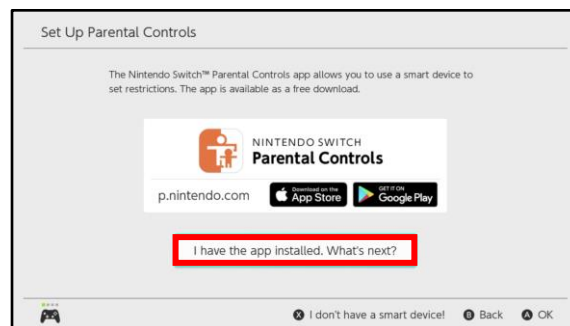 Set Up Parental Controls
The Nintendo Switch™ Parental Controls app allows you to use a smart device to
set restrictions. The app is available as a free download.
NINTENDO SWITCH
Parental Controls
p.nintendo.com
Download on the
App Store
GET IT ON
Google Play
I have the app installed. What's next?
X I don't have a smart device!
B Back
A OK